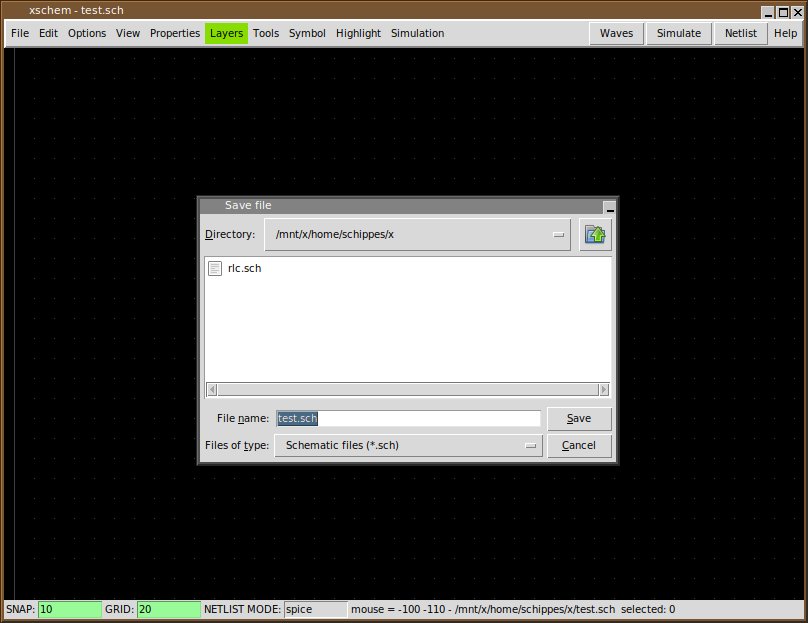 xschem - test.sch
File Edit Options View Properties Layers Tools Symbol Highlight Simulation Waves Simulate Netlist Help
Save file
Directory: /mnt/x/home/schippes/x
rlc.sch
File name: test.sch Save
Files of type: Schematic files (*.sch) Cancel
SNAP: 10 GRID: 20 NETLIST MODE: spice mouse = -100 -110 - /mnt/x/home/schippes/x/test.sch selected: 0